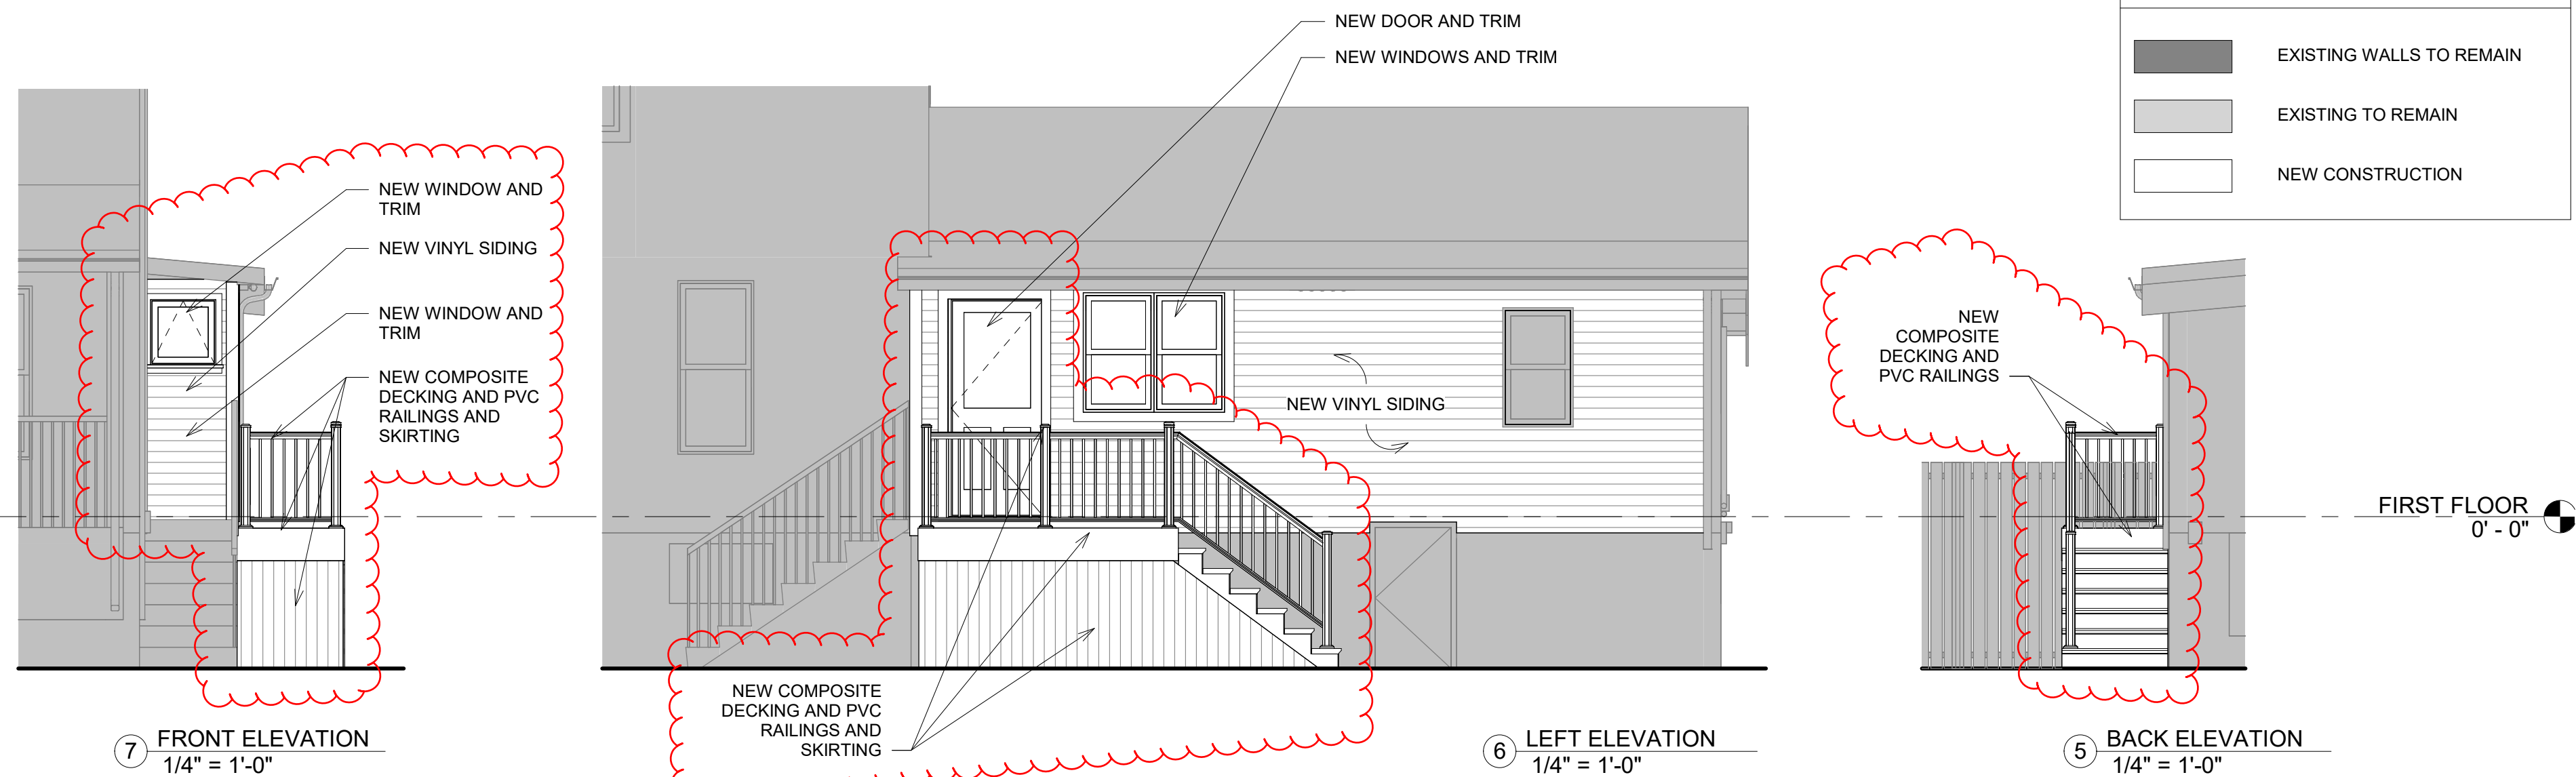 NEW DOOR AND TRIM
NEW WINDOWS AND TRIM
EXISTING WALLS TO REMAIN
EXISTING TO REMAIN
NEW CONSTRUCTION
NEW WINDOW AND
TRIM
NEW VINYL SIDING
NEW WINDOW AND
TRIM
NEW COMPOSITE
DECKING AND PVC
RAILINGS AND
SKIRTING
NEW VINYL SIDING
NEW COMPOSITE
DECKING AND PVC
RAILINGS AND
SKIRTING
NEW
COMPOSITE
DECKING AND
PVC RAILINGS
FIRST FLOOR
0' - 0"
7 FRONT ELEVATION
1/4" = 1'-0"
6 LEFT ELEVATION
1/4" = 1'-0"
5 BACK ELEVATION
1/4" = 1'-0"